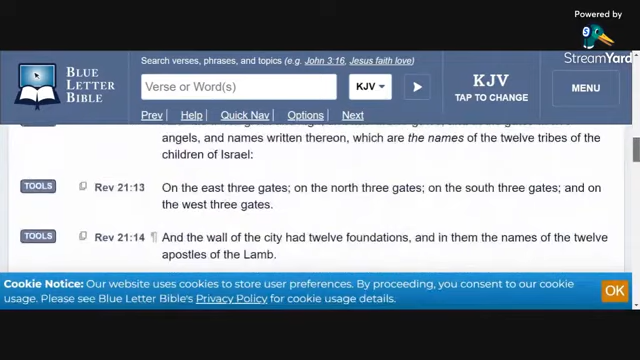 Powered by
StreamYard
BLUE
LETTER
BIBLE
Search verses, phrases, and topics (e.g. John 3:16, Jesus faith love)
Verse or Word(s)
KJV
KJV
TAP TO CHANGE
MENU
Prev | Help | Quick Nav | Options | Next
angels, and names written thereon, which are the names of the twelve tribes of the
children of Israel:
TOOLS Rev 21:13 On the east three gates; on the north three gates; on the south three gates; and on
the west three gates.
TOOLS Rev 21:14 ¶ And the wall of the city had twelve foundations, and in them the names of the twelve
apostles of the Lamb.
Cookie Notice: Our website uses cookies to store user preferences. By proceeding, you consent to our cookie
usage. Please see Blue Letter Bible's Privacy Policy for cookie usage details.
OK